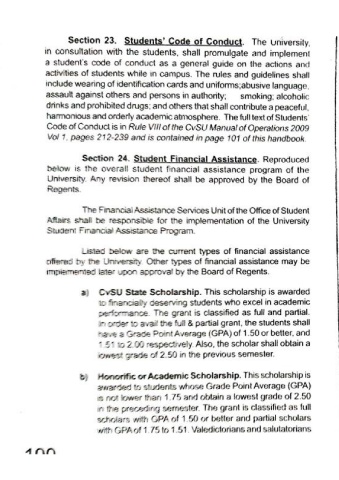 Section 23. Students' Code of Conduct. The University,
in consultation with the students, shall promulgate and implement
a student's code of conduct as a general guide on the actions and
activities of students while in campus. The rules and guidelines shall
include wearing of identification cards and uniforms;abusive language,
assault against others and persons in authority; smoking; alcoholic
drinks and prohibited drugs; and others that shall contribute a peaceful,
harmonious and orderly academic atmosphere. The full text of Students'
Code of Conduct is in Rule VIII of the CvSU Manual of Operations 2009
Vol 1, pages 212-239 and is contained in page 101 of this handbook.
Section 24. Student Financial Assistance. Reproduced
below is the overall student financial assistance program of the
University. Any revision thereof shall be approved by the Board of
Regents.
The Financial Assistance Services Unit of the Office of Student
Affairs shall be responsible for the implementation of the University
Student Financial Assistance Program.
Listed below are the current types of financial assistance
offered by the University. Other types of financial assistance may be
implemented later upon approval by the Board of Regents.
a) CvSU State Scholarship. This scholarship is awarded
to financially deserving students who excel in academic
performance. The grant is classified as full and partial.
In order to avail the full & partial grant, the students shall
have a Grade Point Average (GPA) of 1.50 or better, and
1.51 to 2.00 respectively. Also, the scholar shall obtain a
lowest grade of 2.50 in the previous semester.
b) Honorific or Academic Scholarship. This scholarship is
awarded to students whose Grade Point Average (GPA)
is not lower than 1.75 and obtain a lowest grade of 2.50
in the preceding semester. The grant is classified as full
scholars with GPA of 1.50 or better and partial scholars
with GPA of 1.75 to 1.51. Valedictorians and salutatorians